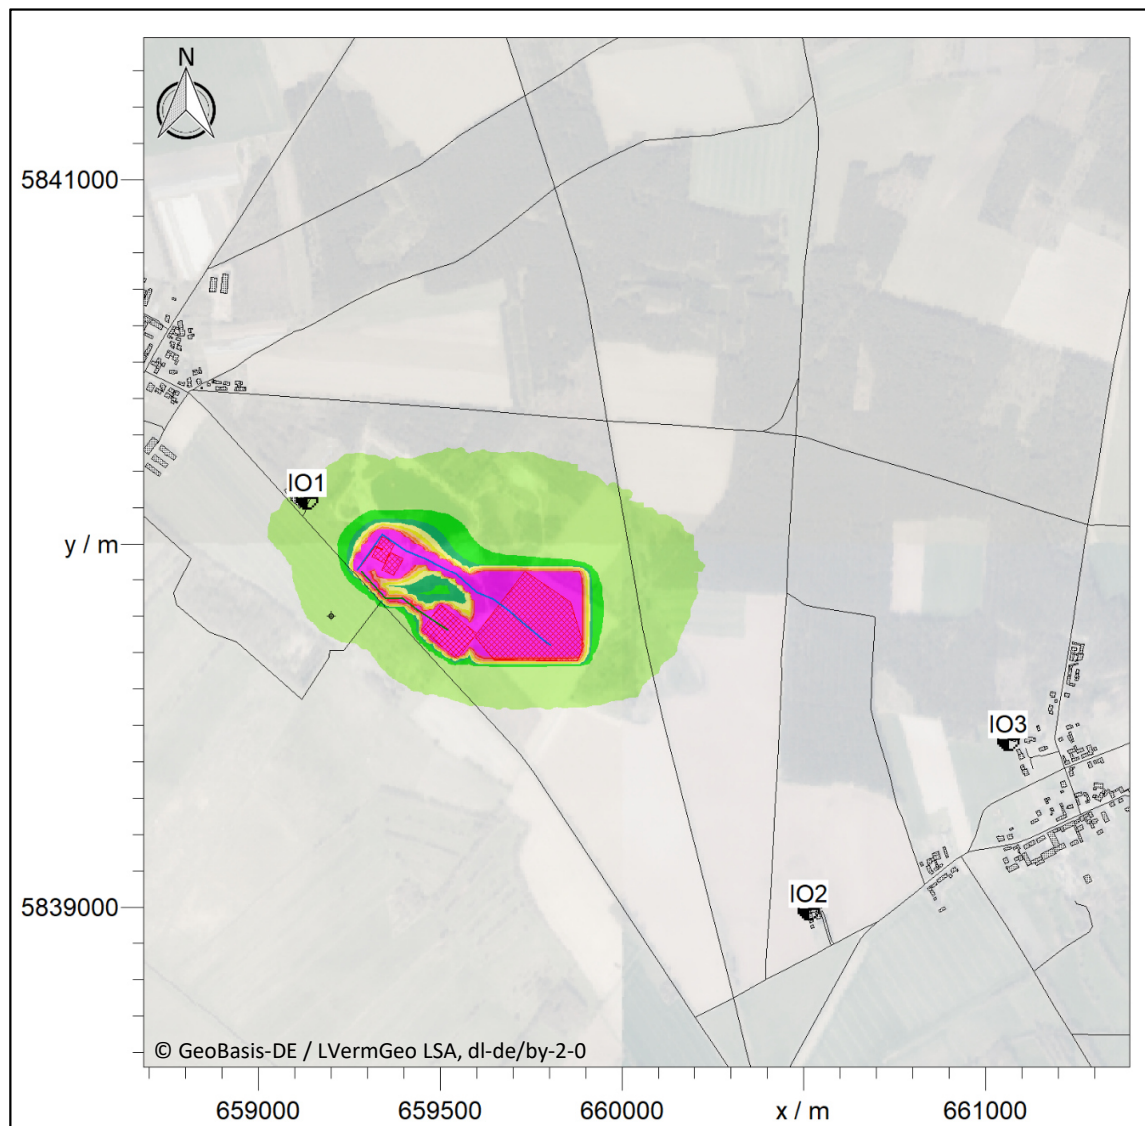 N
5841000
IO1
y / m
IO3
IO2
5839000
© GeoBasis-DE / LVermGeo LSA, dl-de/by-2-0
659000 659500 660000 x / m 661000